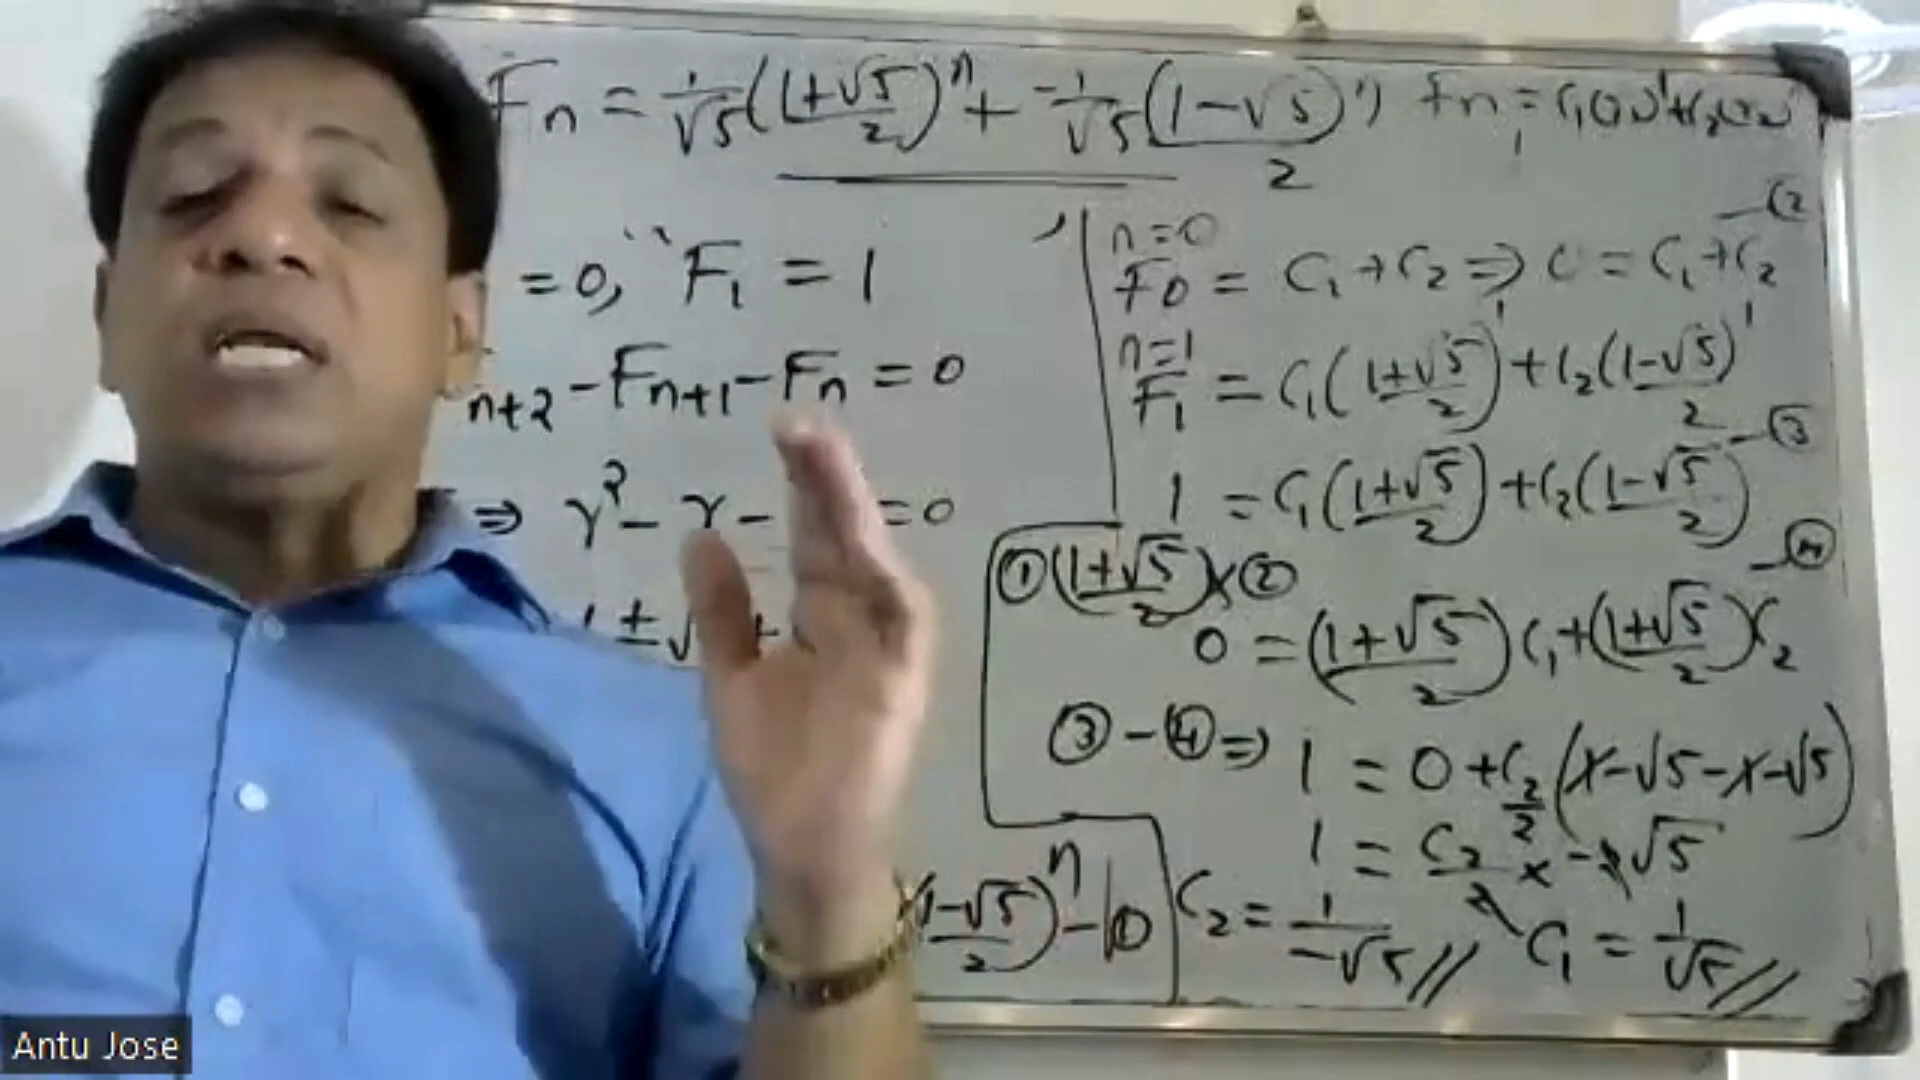 Fn = 1/√5 ((1+√5)/2)^n + -1/√5 ((1-√5)/2)^n
= 0, F₁ = 1
n+2 - Fn+1 - Fn = 0
⇒ r² - r - = 0
1 ± √ +
(1-√5)/2)^n - ①
Fn = C₁
② 
n=0
F0 = C₁ + C₂ ⇒ 0 = C₁ + C₂
n=1
F₁ = C₁((1+√5)/2)^1 + C₂((1-√5)/2)^1
③
1 = C₁((1+√5)/2) + C₂((1-√5)/2)
① ((1+√5)/2) × ②
④
0 = ((1+√5)/2) C₁ + ((1+√5)/2) C₂
③ - ④ ⇒ 1 = 0 + C₂/2 (1-√5-1-√5)
1 = C₂/2 × -2√5
C₂ = 1/-√5 // C₁ = 1/√5 //
Antu Jose